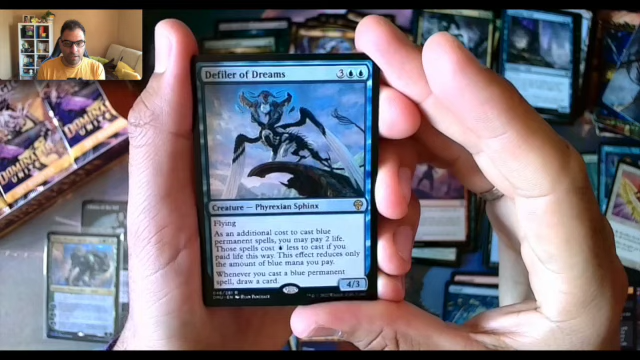 Defiler of Dreams 3
Creature — Phyrexian Sphinx
Flying
As an additional cost to cast blue
permanent spells, you may pay 2 life.
Those spells cost less to cast if you
paid life this way. This effect reduces only
the amount of blue mana you pay.
Whenever you cast a blue permanent
spell, draw a card.
4/3